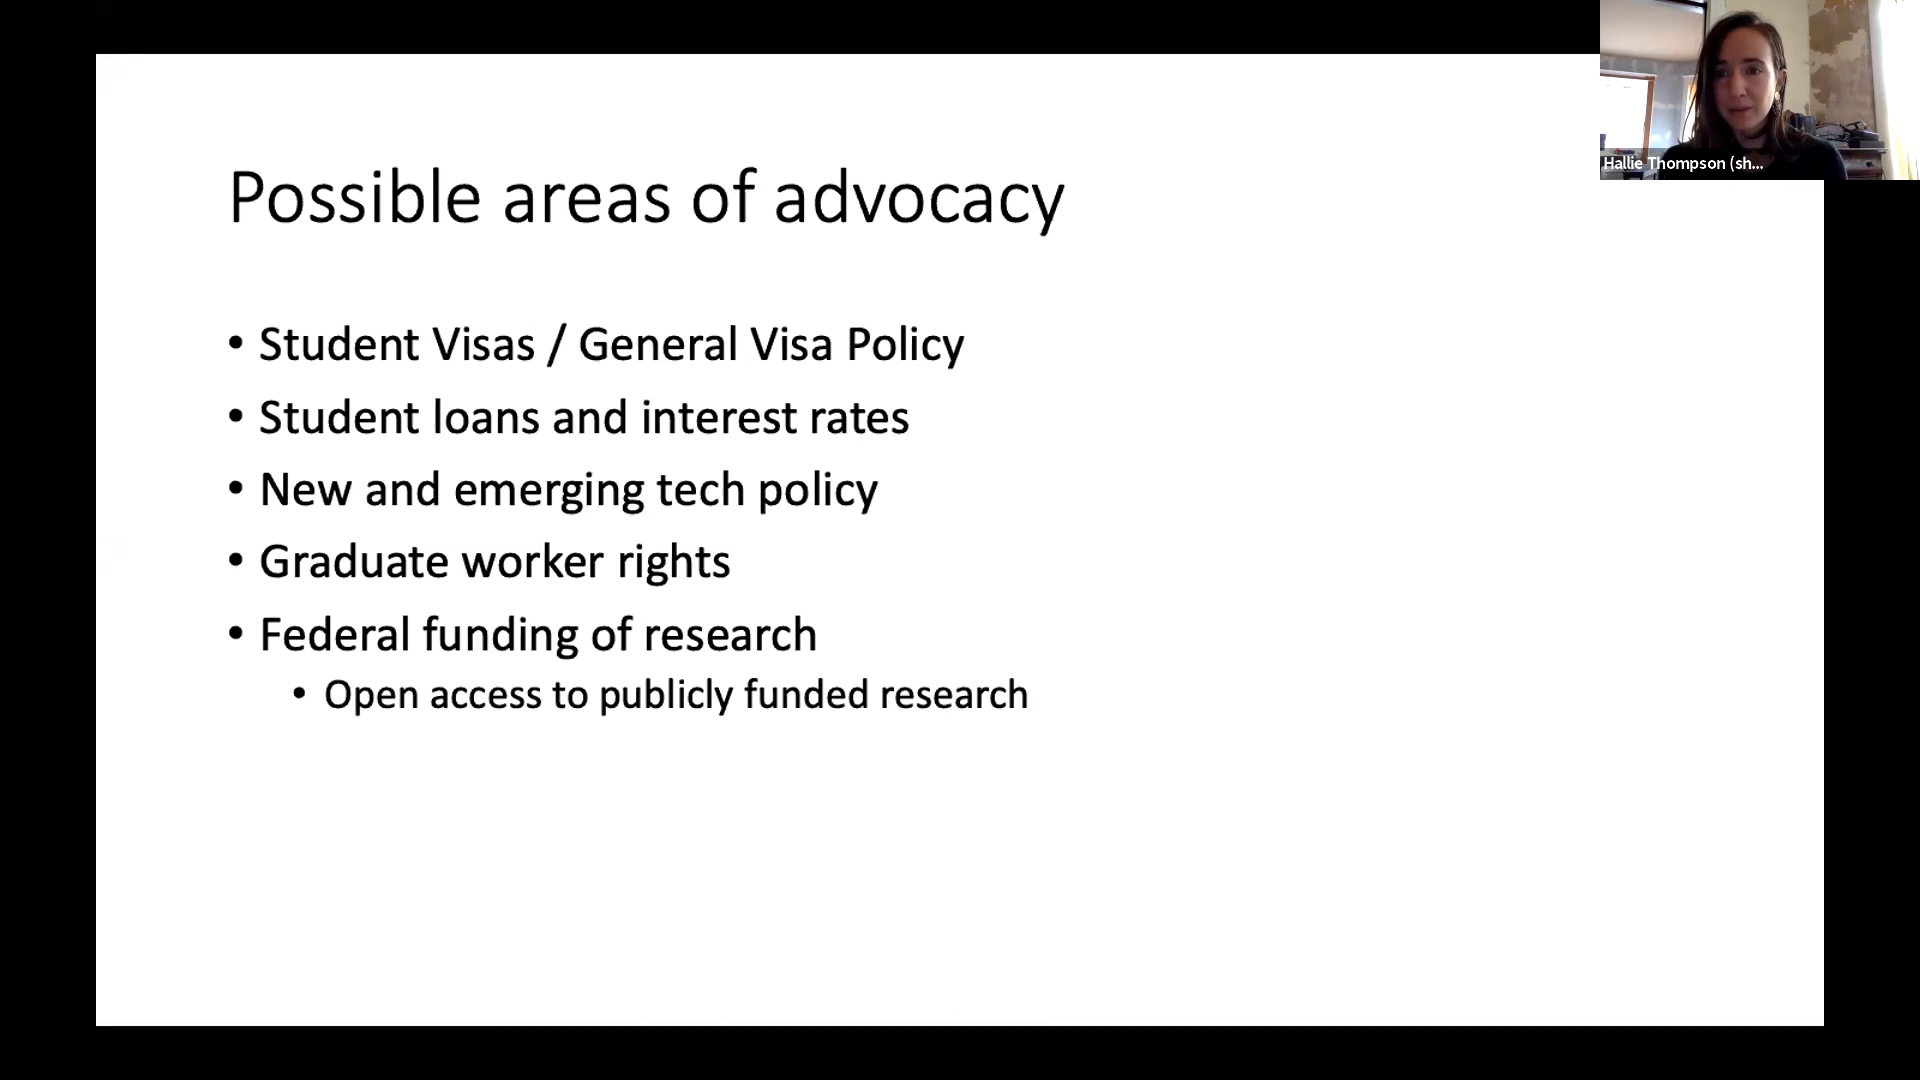 Possible areas of advocacy
• Student Visas / General Visa Policy
• Student loans and interest rates
• New and emerging tech policy
• Graduate worker rights
• Federal funding of research
• Open access to publicly funded research
Hallie Thompson (sh...